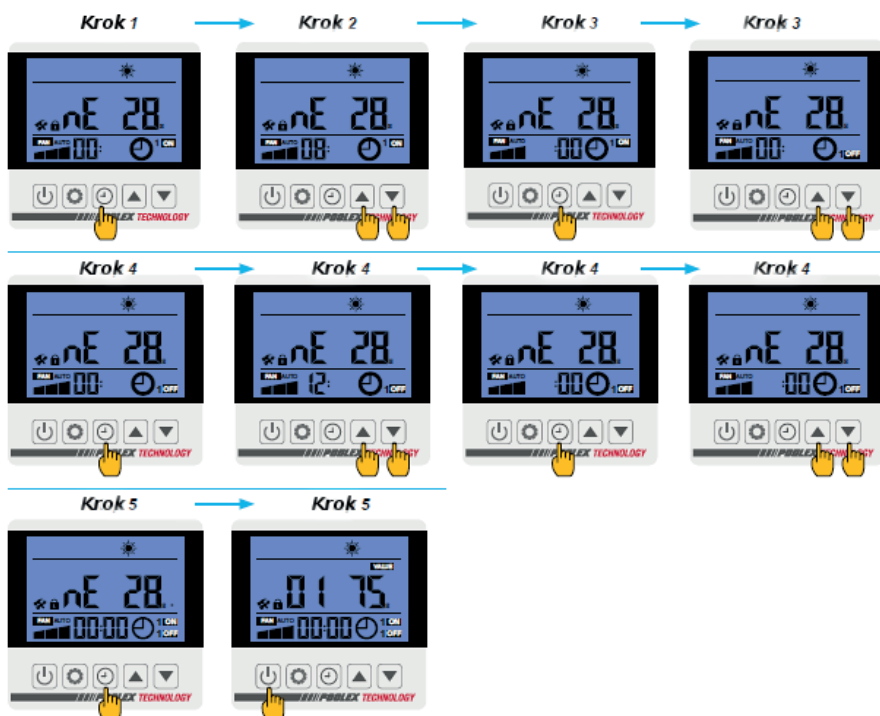 Krok 1
Krok 2
Krok 3
Krok 3
nE 28.
FAN AUTO 00: 1 ON
POOLEX TECHNOLOGY
nE 28.
FAN AUTO 08: 1 ON
POOLEX TECHNOLOGY
nE 28.
FAN AUTO :00 1 ON
POOLEX TECHNOLOGY
nE 28.
FAN AUTO 00: 1 OFF
POOLEX TECHNOLOGY
Krok 4
Krok 4
Krok 4
Krok 4
nE 28.
FAN AUTO 00: 1 OFF
POOLEX TECHNOLOGY
nE 28.
FAN AUTO 12: 1 OFF
POOLEX TECHNOLOGY
nE 28.
FAN AUTO :00 1 OFF
POOLEX TECHNOLOGY
nE 28.
FAN AUTO :00 1 OFF
POOLEX TECHNOLOGY
Krok 5
Krok 5
nE 28.
FAN AUTO 00:00 1 ON
1 OFF
POOLEX TECHNOLOGY
VALUE
01 75.
FAN AUTO 00:00 1 ON
1 OFF
POOLEX TECHNOLOGY